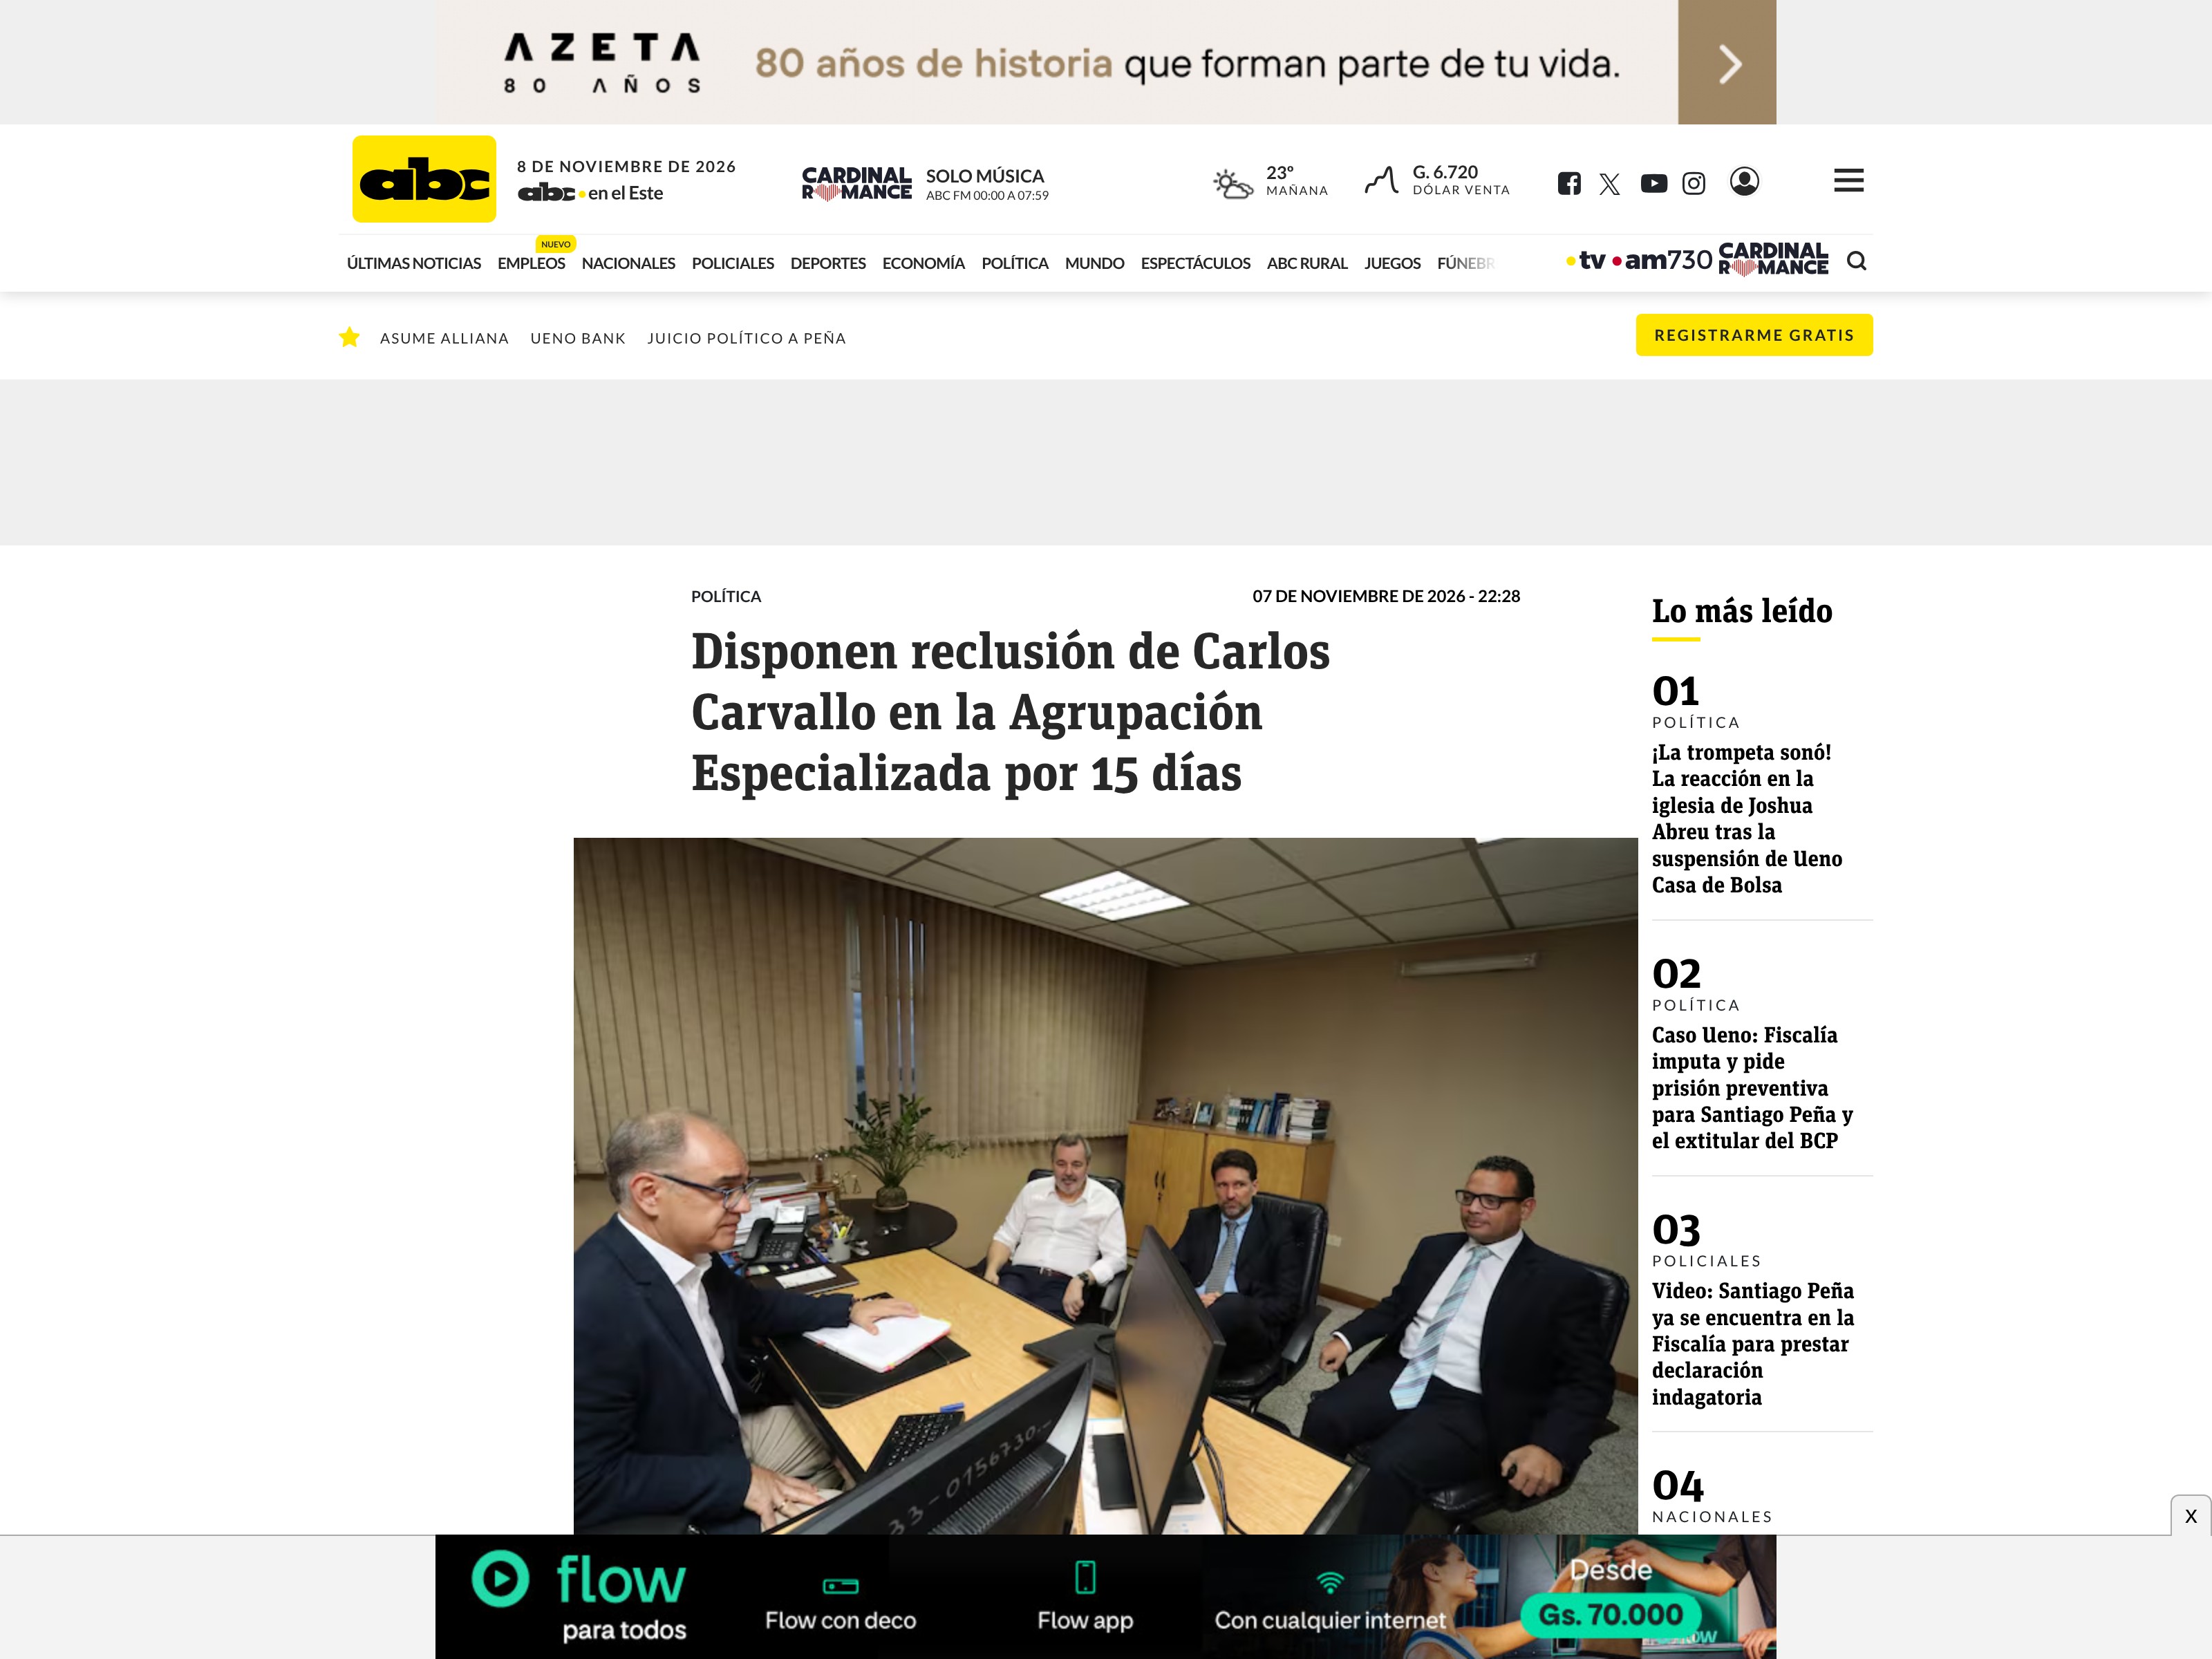 AZETA
80 AÑOS
80 años de historia que forman parte de tu vida.
abc
8 DE NOVIEMBRE DE 2026
abc en el Este
CARDINAL
ROMANCE
SOLO MÚSICA
ABC FM 00:00 A 07:59
23º
MAÑANA
G. 6.720
DÓLAR VENTA
NUEVO
ÚLTIMAS NOTICIAS EMPLEOS NACIONALES POLICIALES DEPORTES ECONOMÍA POLÍTICA MUNDO ESPECTÁCULOS ABC RURAL JUEGOS FÚNEBR
tv am730 CARDINAL
ROMANCE
ASUME ALLIANA UENO BANK JUICIO POLÍTICO A PEÑA
REGISTRARME GRATIS
POLÍTICA
07 DE NOVIEMBRE DE 2026 - 22:28
Disponen reclusión de Carlos
Carvallo en la Agrupación
Especializada por 15 días
33-0156730.-
Lo más leído
01
POLÍTICA
¡La trompeta sonó!
La reacción en la
iglesia de Joshua
Abreu tras la
suspensión de Ueno
Casa de Bolsa
02
POLÍTICA
Caso Ueno: Fiscalía
imputa y pide
prisión preventiva
para Santiago Peña y
el extitular del BCP
03
POLICIALES
Video: Santiago Peña
ya se encuentra en la
Fiscalía para prestar
declaración
indagatoria
04
NACIONALES
X
flow
para todos
Flow con deco
Flow app
Con cualquier internet
Desde
Gs. 70.000